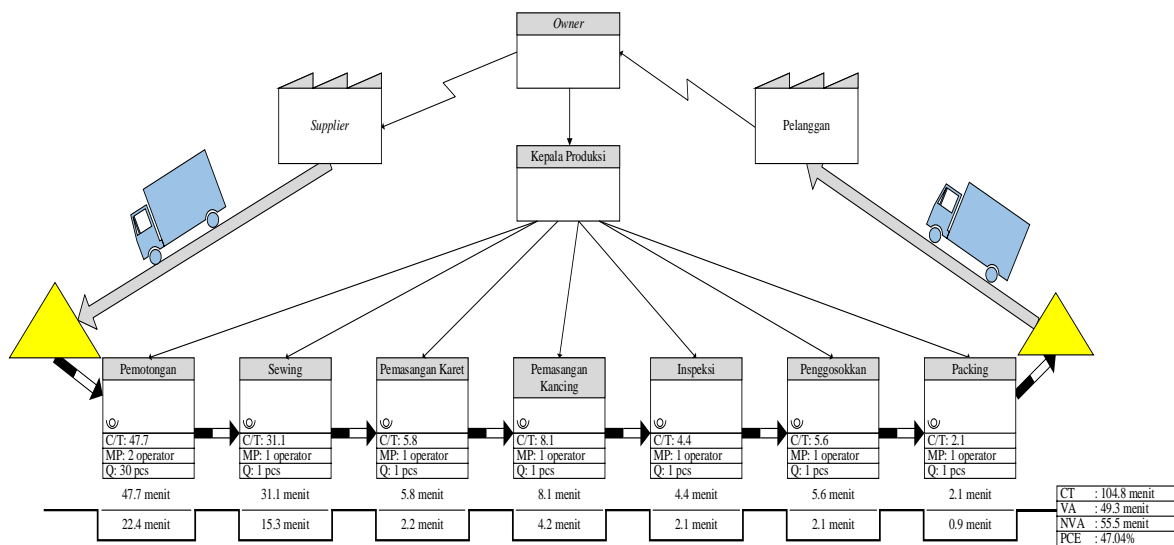 Owner
Supplier
Pelanggan
Kepala Produksi
Pemotongan
C/T: 47.7
MP: 2 operator
Q: 30 pcs
Sewing
C/T: 31.1
MP: 1 operator
Q: 1 pcs
Pemasangan Karet
C/T: 5.8
MP: 1 operator
Q: 1 pcs
Pemasangan
Kancing
C/T: 8.1
MP: 1 operator
Q: 1 pcs
Inspeksi
C/T: 4.4
MP: 1 operator
Q: 1 pcs
Penggosokkan
C/T: 5.6
MP: 1 operator
Q: 1 pcs
Packing
C/T: 2.1
MP: 1 operator
Q: 1 pcs
47.7 menit
31.1 menit
5.8 menit
8.1 menit
4.4 menit
5.6 menit
2.1 menit
22.4 menit
15.3 menit
2.2 menit
4.2 menit
2.1 menit
2.1 menit
0.9 menit
CT : 104.8 menit
VA : 49.3 menit
NVA : 55.5 menit
PCE : 47.04%